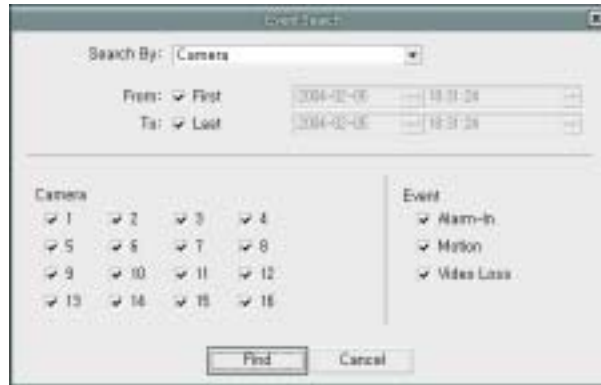 Event Search
Search By: Camera
From: First 2004-02-05 18:31:24
To: Last 2004-02-05 18:31:24
Camera Event
1 2 3 4 Alarm-In
5 6 7 8 Motion
9 10 11 12 Video Loss
13 14 15 16
Find Cancel